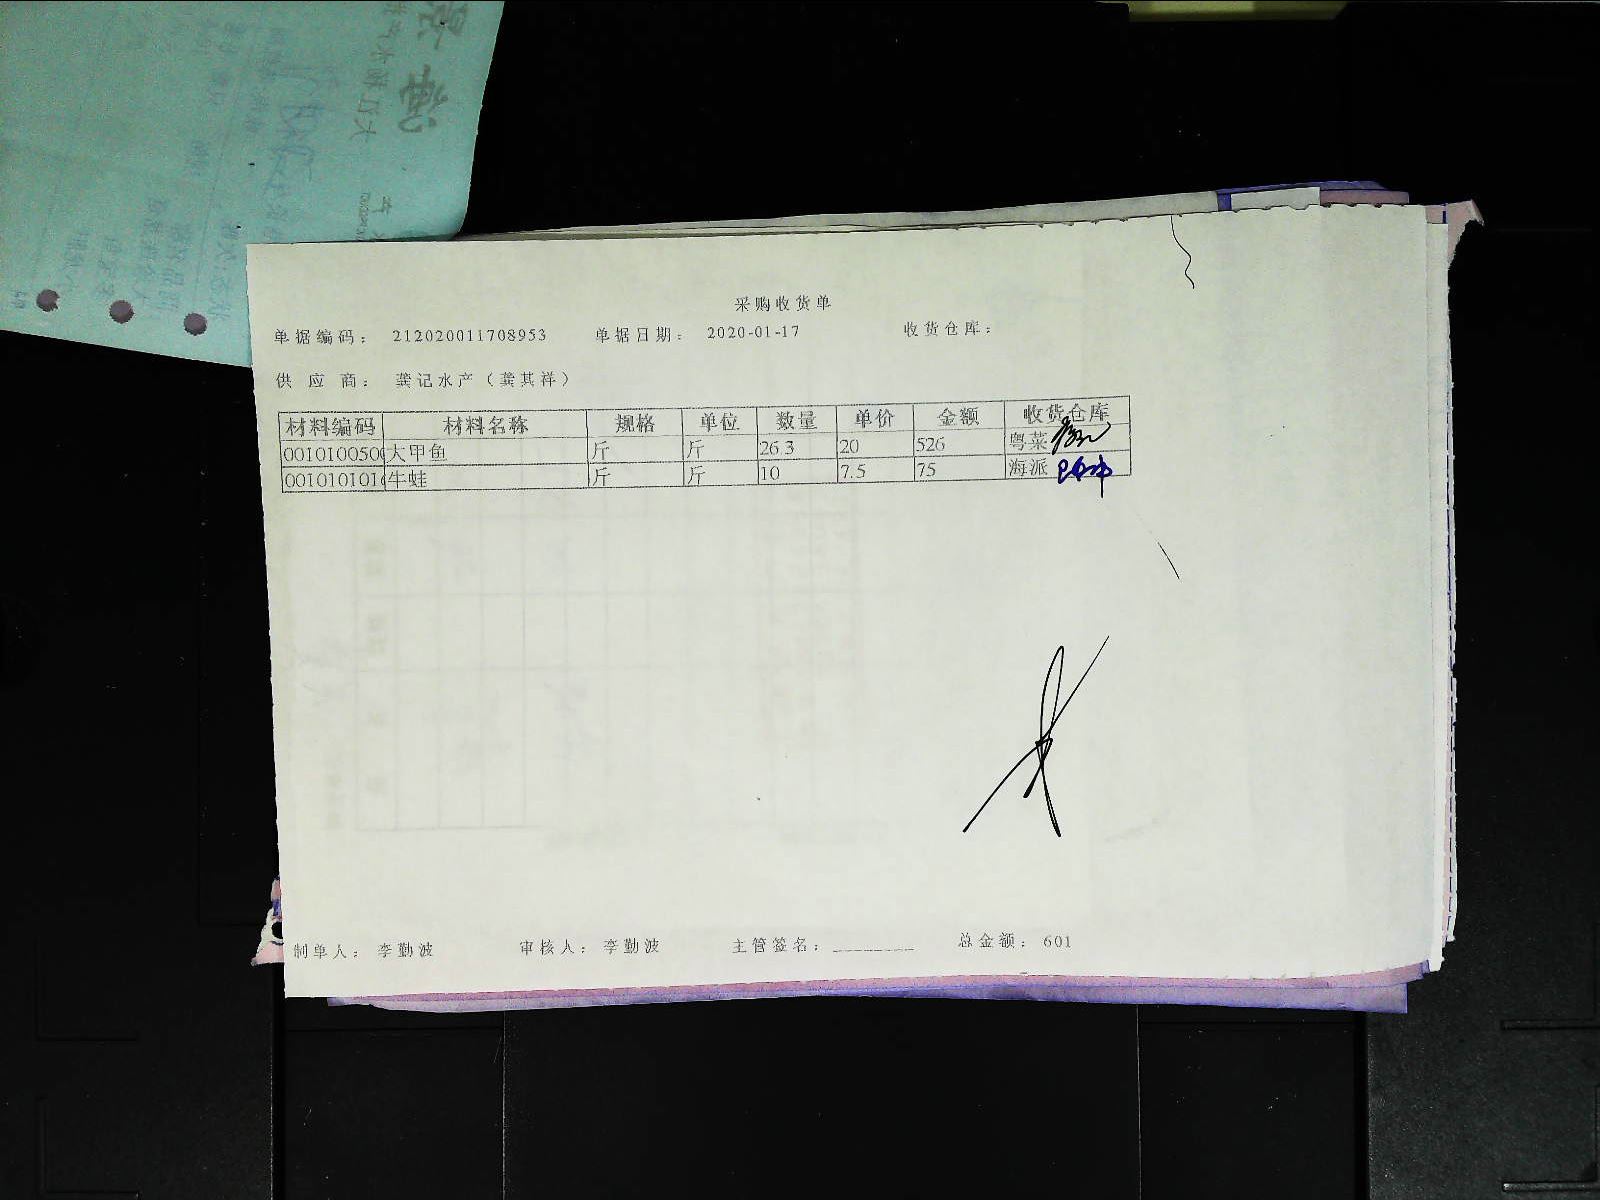 采购收货单
单据编码： 212020011708953 单据日期： 2020-01-17 收货仓库：
供 应 商： 龚记水产（龚其祥）
材料编码 材料名称 规格 单位 数量 单价 金额 收货仓库
001010050 大甲鱼 斤 斤 26.3 20 526 粤菜
001010101 牛蛙 斤 斤 10 7.5 75 海派
制单人： 李勤波 审核人： 李勤波 主管签名： 总金额： 601